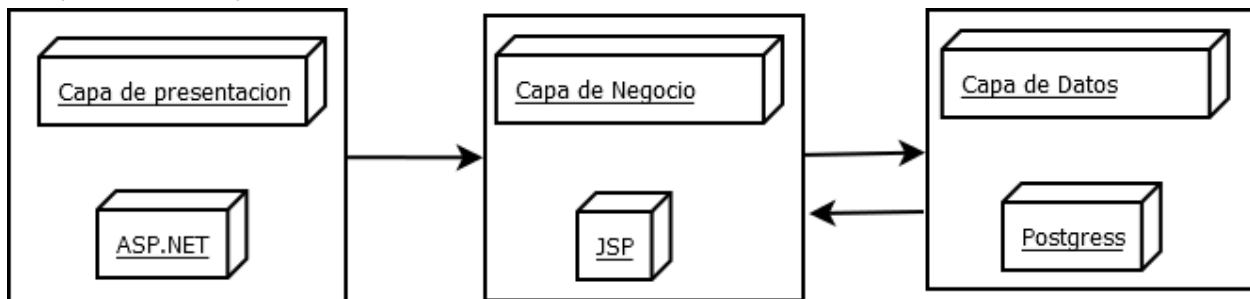 Capa de presentacion
Capa de Negocio
Capa de Datos
ASP.NET
JSP
Postgress